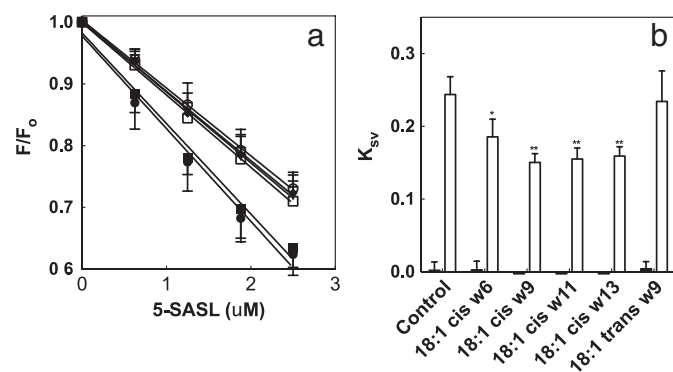 a
1.0
0.9
0.8
0.7
0 6
F/Fo
0
1
2
3
5-SASL (uM)
b
0.3
0.2
0.1
0.0
Ksv
*
**
**
**
Control
18:1 cis w6
18:1 cis w9
18:1 cis w11
18:1 cis w13
18:1 trans w9